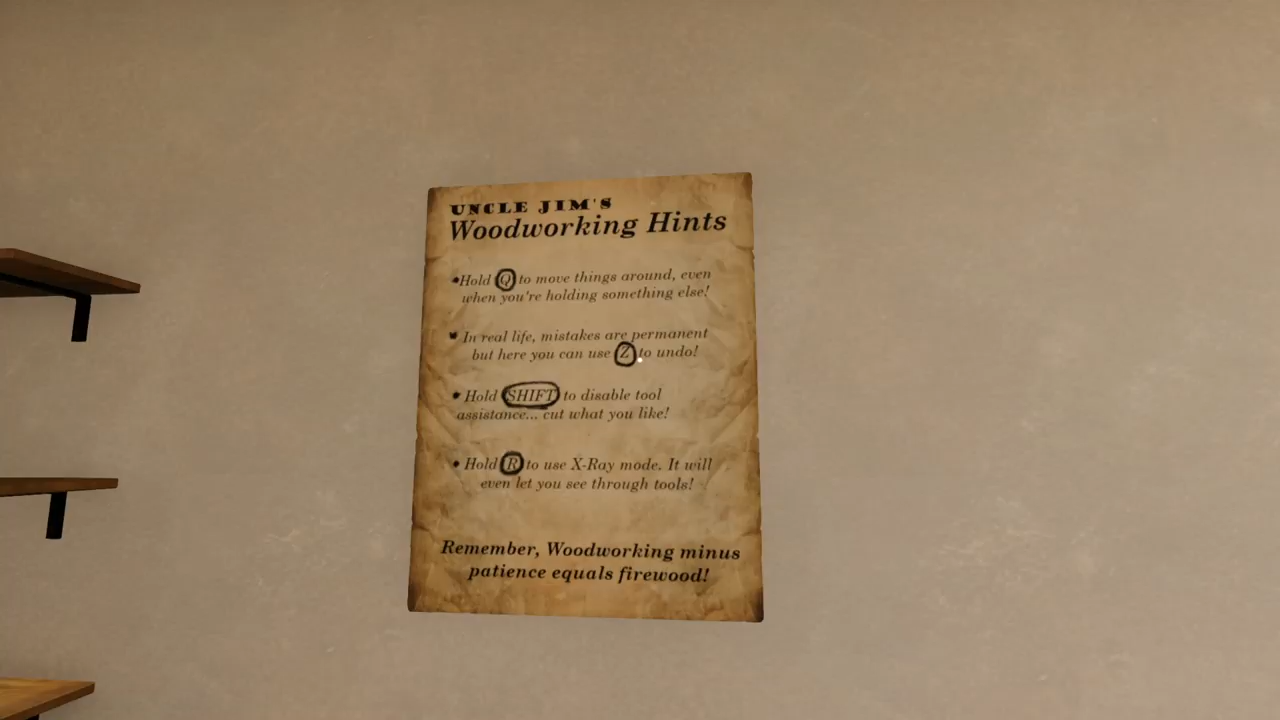 UNCLE JIM'S
Woodworking Hints
•Hold Q to move things around, even
when you're holding something else!
• In real life, mistakes are permanent
but here you can use Z to undo!
• Hold SHIFT to disable tool
assistance... cut what you like!
• Hold R to use X-Ray mode. It will
even let you see through tools!
Remember, Woodworking minus
patience equals firewood!